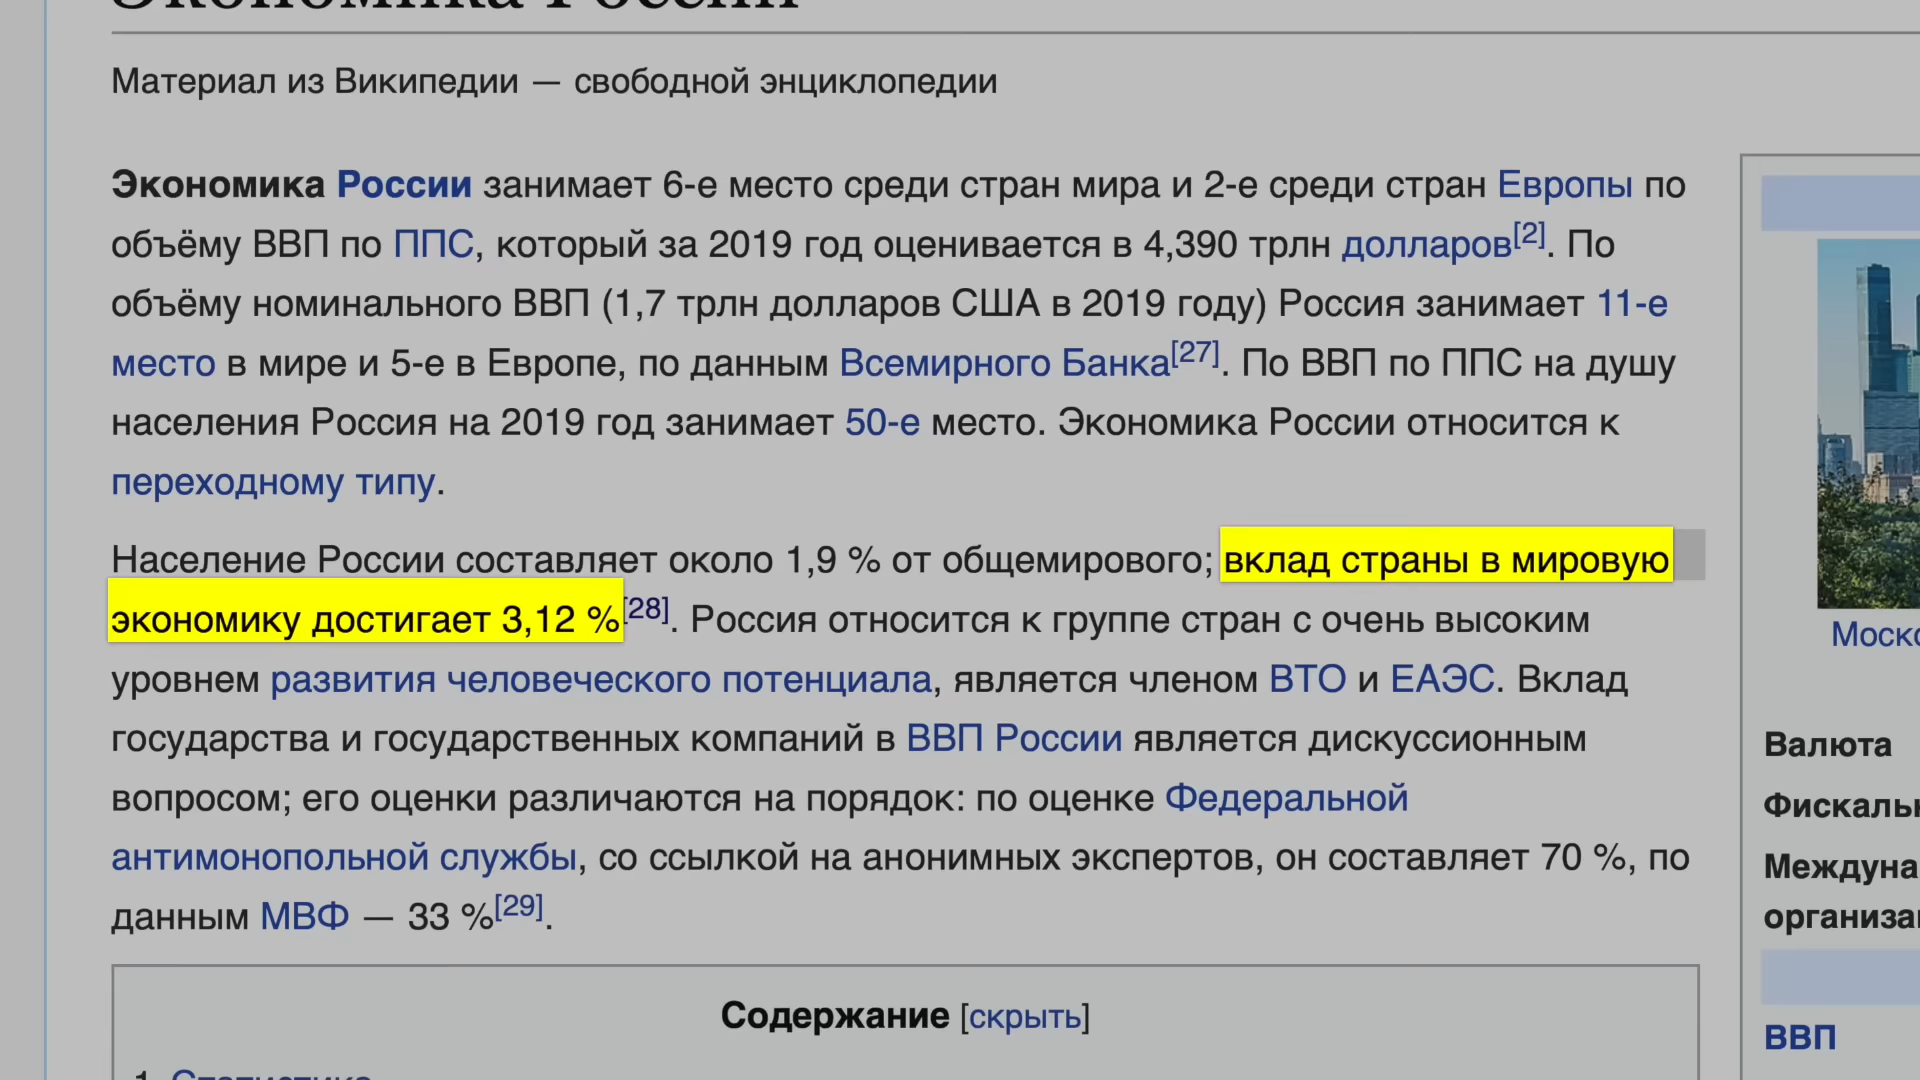 Экономика России
Материал из Википедии — свободной энциклопедии
Экономика России занимает 6-е место среди стран мира и 2-е среди стран Европы по
объёму ВВП по ППС, который за 2019 год оценивается в 4,390 трлн долларов[2]. По
объёму номинального ВВП (1,7 трлн долларов США в 2019 году) Россия занимает 11-е
место в мире и 5-е в Европе, по данным Всемирного Банка[27]. По ВВП по ППС на душу
населения Россия на 2019 год занимает 50-е место. Экономика России относится к
переходному типу.
Население России составляет около 1,9 % от общемирового; вклад страны в мировую
экономику достигает 3,12 %[28]. Россия относится к группе стран с очень высоким
уровнем развития человеческого потенциала, является членом ВТО и ЕАЭС. Вклад
государства и государственных компаний в ВВП России является дискуссионным
вопросом; его оценки различаются на порядок: по оценке Федеральной
антимонопольной службы, со ссылкой на анонимных экспертов, он составляет 70 %, по
данным МВФ — 33 %[29].
Содержание [скрыть]
1 Статистика
Валюта
ВВП